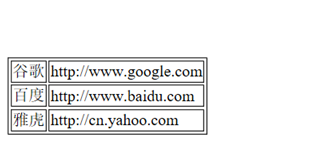 谷歌 http://www.google.com
百度 http://www.baidu.com
雅虎 http://cn.yahoo.com